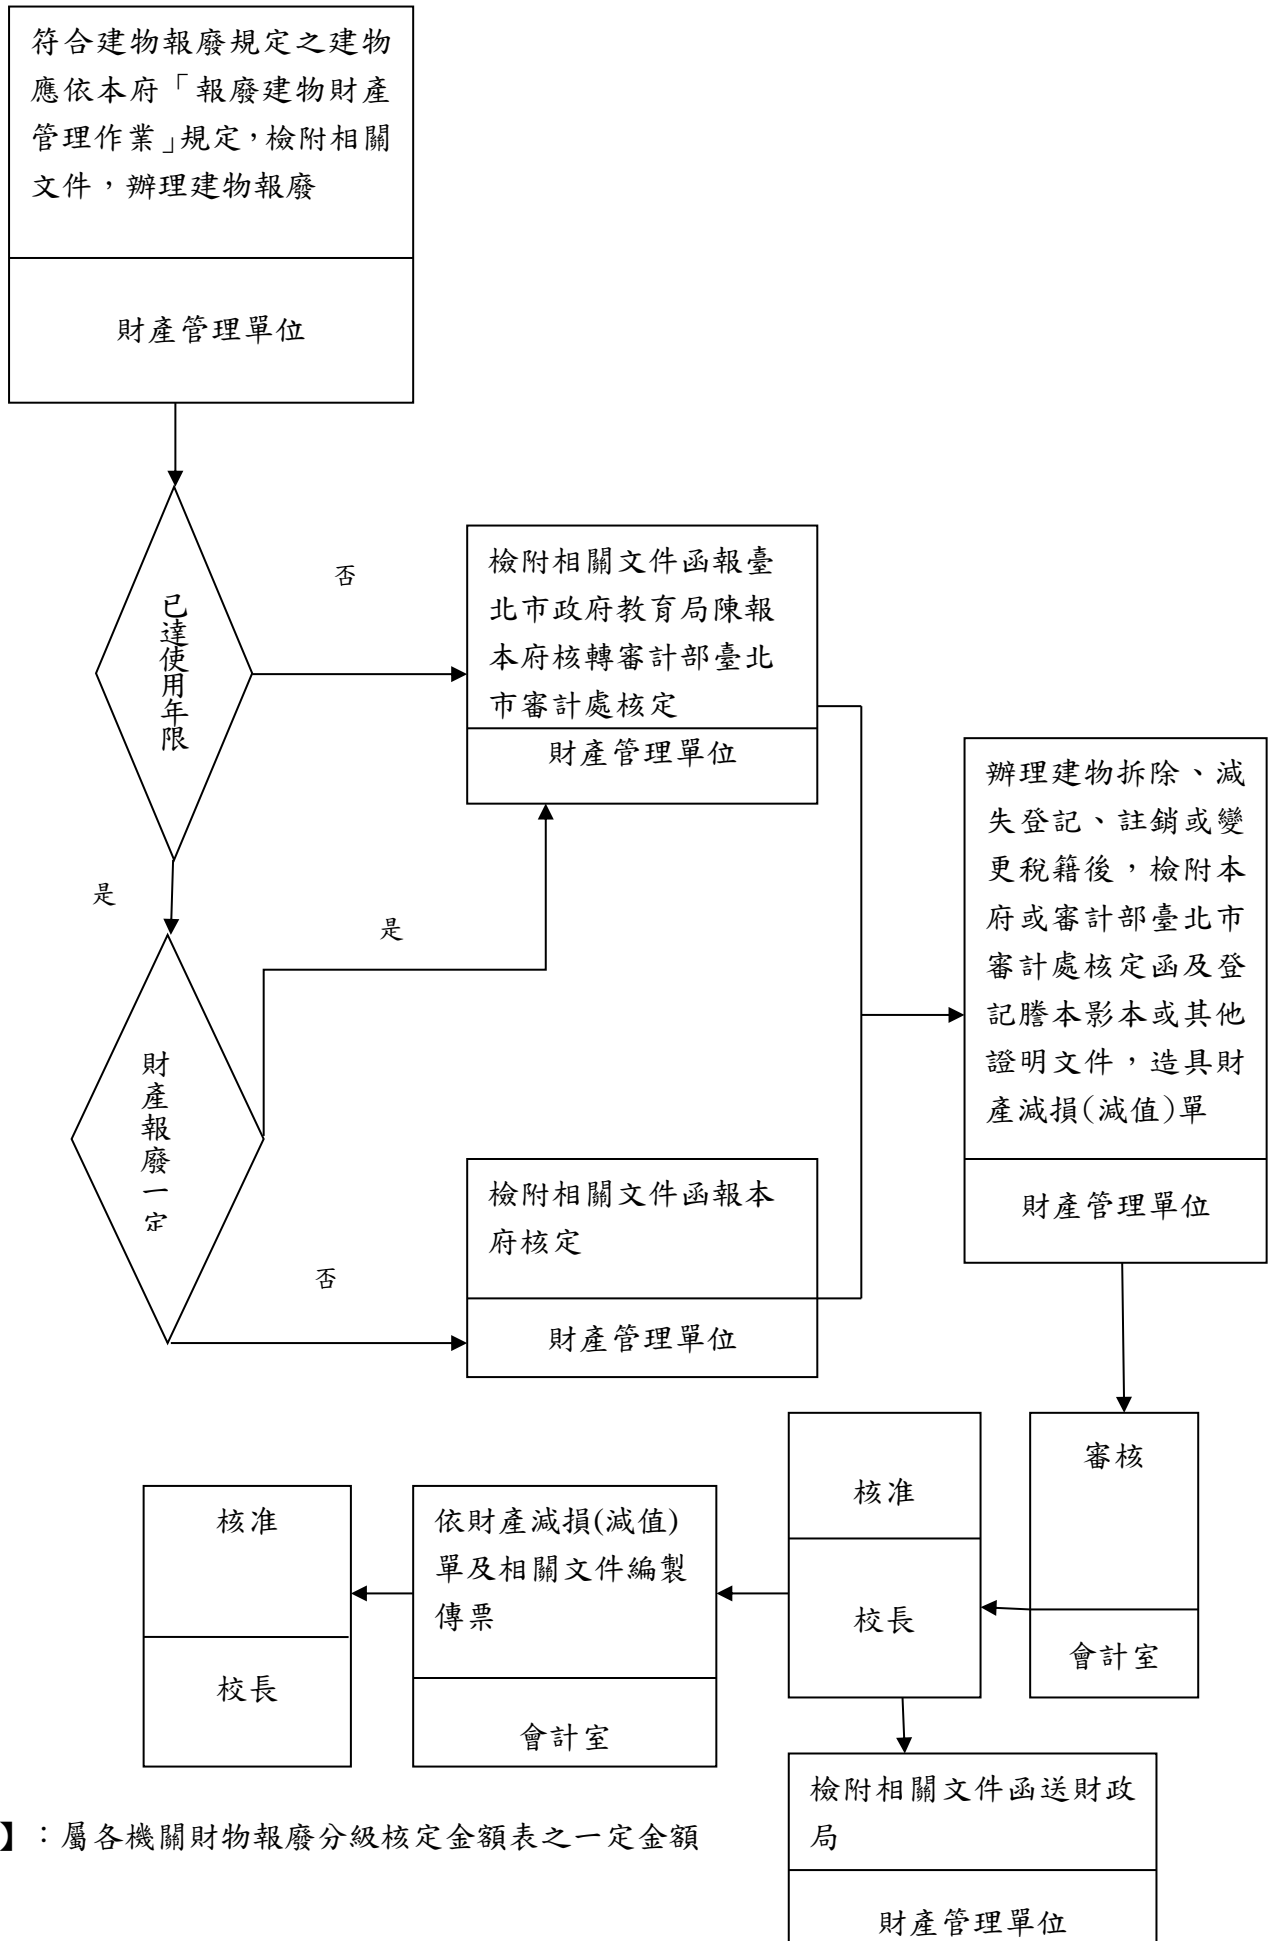 符合建物報廢規定之建物
應依本府「報廢建物財產
管理作業」規定，檢附相關
文件，辦理建物報廢
財產管理單位
已達使用年限
否
檢附相關文件函報臺
北市政府教育局陳報
本府核轉審計部臺北
市審計處核定
財產管理單位
是
是
財產報廢一定
否
檢附相關文件函報本
府核定
財產管理單位
辦理建物拆除、減
失登記、註銷或變
更稅籍後，檢附本
府或審計部臺北市
審計處核定函及登
記謄本影本或其他
證明文件，造具財
產減損(減值)單
財產管理單位
審核
會計室
核准
校長
依財產減損(減值)
單及相關文件編製
傳票
會計室
核准
校長
檢附相關文件函送財政
局
財產管理單位
】：屬各機關財物報廢分級核定金額表之一定金額